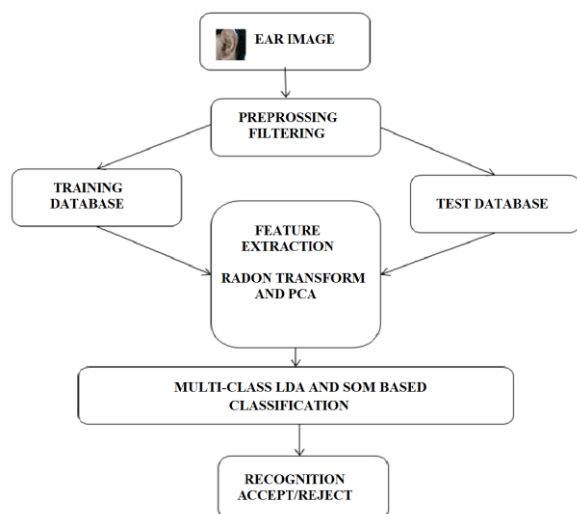 EAR IMAGE
PREPROSSING
FILTERING
TRAINING
DATABASE
TEST DATABASE
FEATURE
EXTRACTION
RADON TRANSFORM
AND PCA
MULTI-CLASS LDA AND SOM BASED
CLASSIFICATION
RECOGNITION
ACCEPT/REJECT